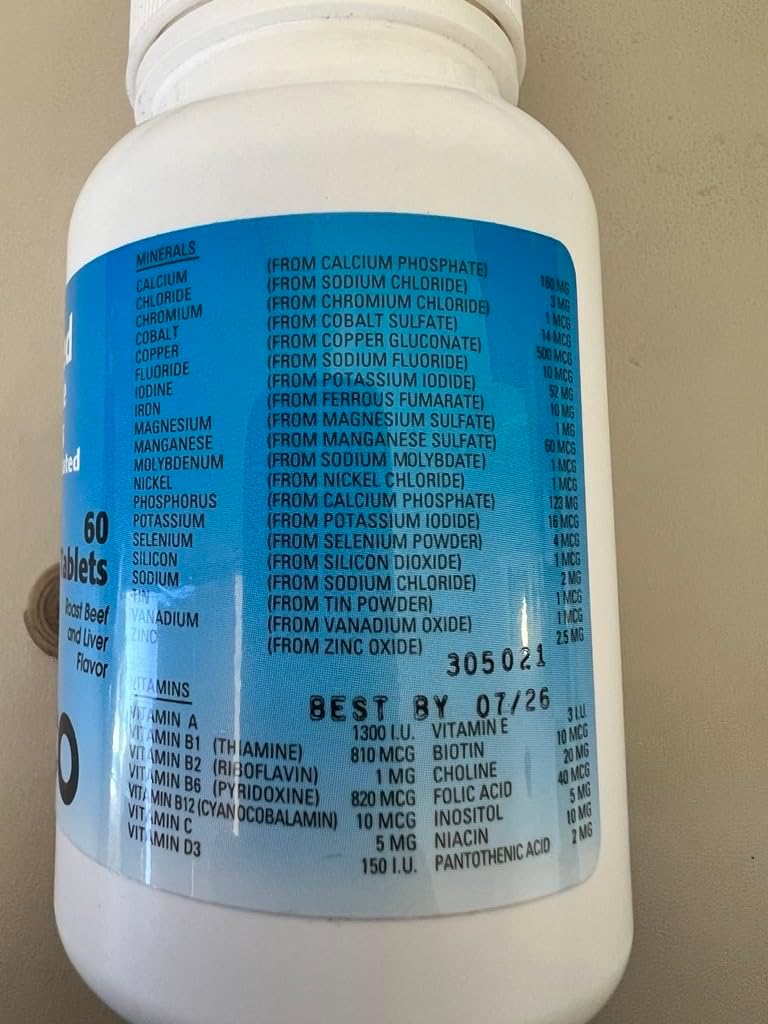 60
Tablets
Roast Beef
and Liver
Flavor
MINERALS
CALCIUM (FROM CALCIUM PHOSPHATE) 160 MG
CHLORIDE (FROM SODIUM CHLORIDE) 3 MG
CHROMIUM (FROM CHROMIUM CHLORIDE) 1 MCG
COBALT (FROM COBALT SULFATE) 14 MCG
COPPER (FROM COPPER GLUCONATE) 500 MCG
FLUORIDE (FROM SODIUM FLUORIDE) 10 MCG
IODINE (FROM POTASSIUM IODIDE) 52 MG
IRON (FROM FERROUS FUMARATE) 10 MG
MAGNESIUM (FROM MAGNESIUM SULFATE) 1 MG
MANGANESE (FROM MANGANESE SULFATE) 60 MCG
MOLYBDENUM (FROM SODIUM MOLYBDATE) 1 MCG
NICKEL (FROM NICKEL CHLORIDE) 1 MCG
PHOSPHORUS (FROM CALCIUM PHOSPHATE) 123 MG
POTASSIUM (FROM POTASSIUM IODIDE) 16 MCG
SELENIUM (FROM SELENIUM POWDER) 4 MCG
SILICON (FROM SILICON DIOXIDE) 1 MCG
SODIUM (FROM SODIUM CHLORIDE) 2 MG
TIN (FROM TIN POWDER) 1 MCG
VANADIUM (FROM VANADIUM OXIDE) 1 MCG
ZINC (FROM ZINC OXIDE) 2.5 MG
305021
BEST BY 07/26
VITAMINS
VITAMIN A 1300 I.U. VITAMIN E 3 I.U.
VITAMIN B1 (THIAMINE) 810 MCG BIOTIN 10 MCG
VITAMIN B2 (RIBOFLAVIN) 1 MG CHOLINE 20 MG
VITAMIN B6 (PYRIDOXINE) 820 MCG FOLIC ACID 40 MCG
VITAMIN B12 (CYANOCOBALAMIN) 10 MCG INOSITOL 5 MG
VITAMIN C 5 MG NIACIN 10 MG
VITAMIN D3 150 I.U. PANTOTHENIC ACID 2 MG